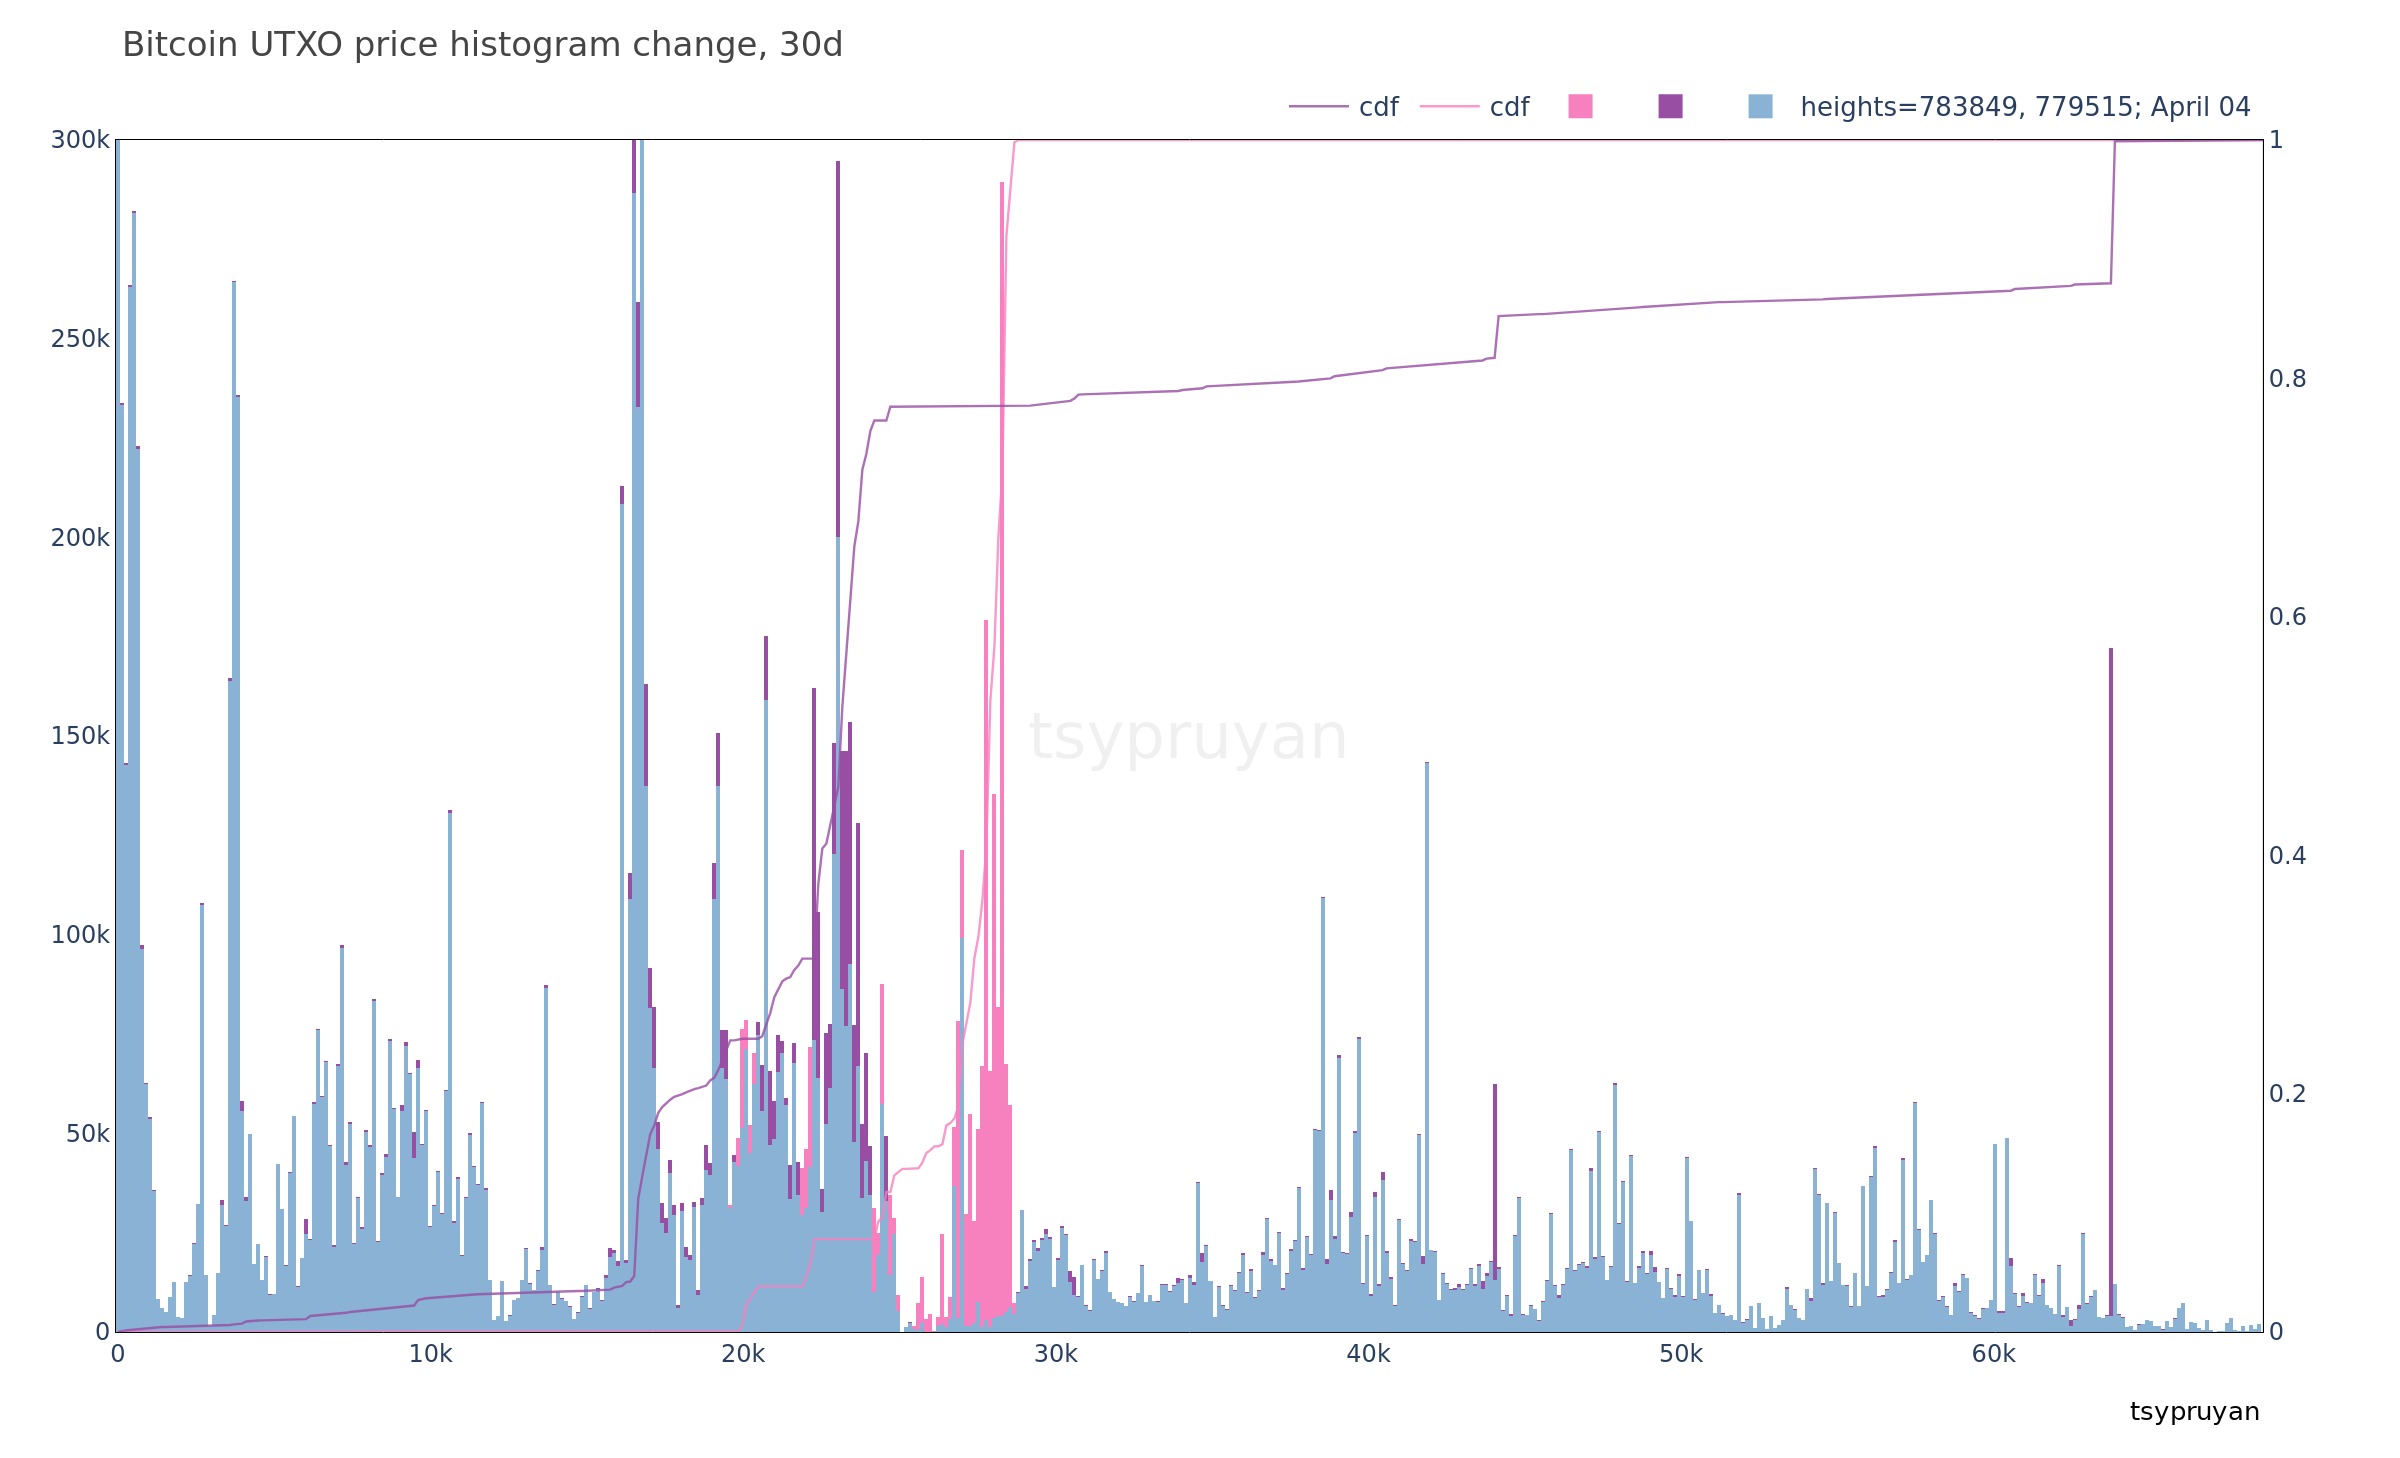 Bitcoin UTXO price histogram change, 30d
cdf cdf heights=783849, 779515; April 04
300k
250k
200k
150k
100k
50k
0
1
0.8
0.6
0.4
0.2
0
tsypruyan
0 10k 20k 30k 40k 50k 60k
tsypruyan